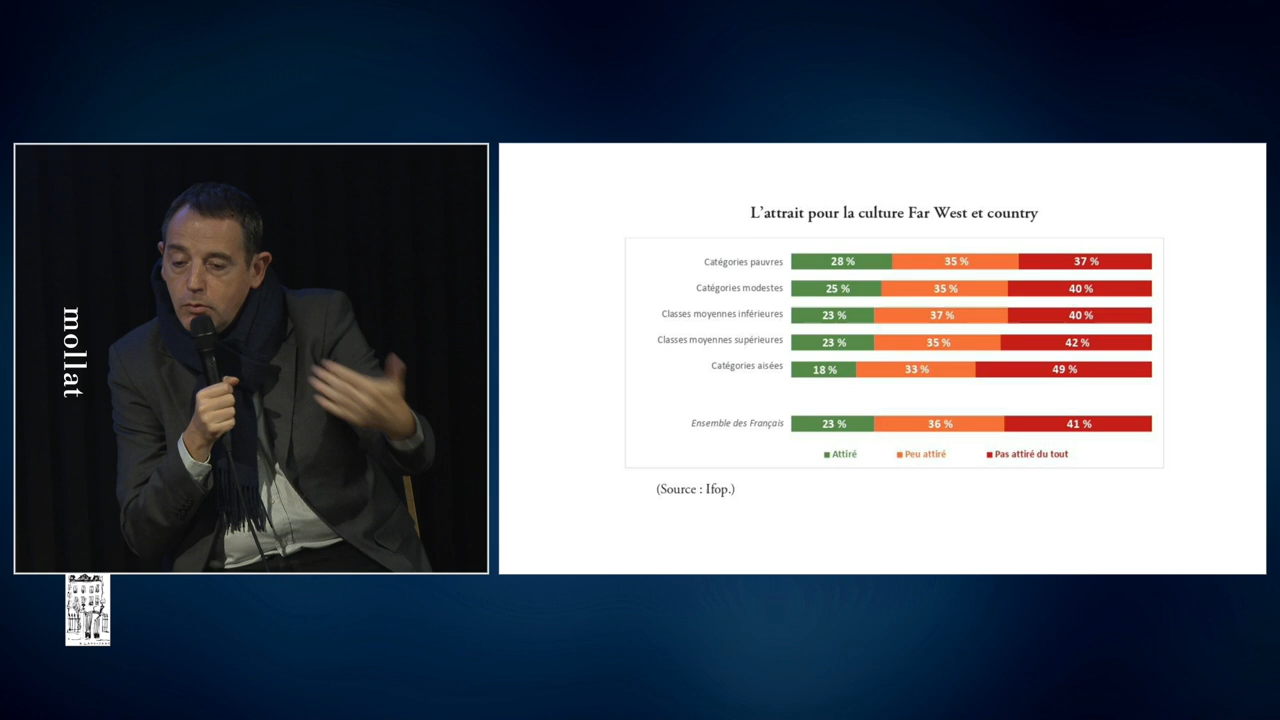 mollat
L'attrait pour la culture Far West et country
Catégories pauvres 28 % 35 % 37 %
Catégories modestes 25 % 35 % 40 %
Classes moyennes inférieures 23 % 37 % 40 %
Classes moyennes supérieures 23 % 35 % 42 %
Catégories aisées 18 % 33 % 49 %
Ensemble des Français 23 % 36 % 41 %
Attiré Peu attiré Pas attiré du tout
(Source : Ifop.)